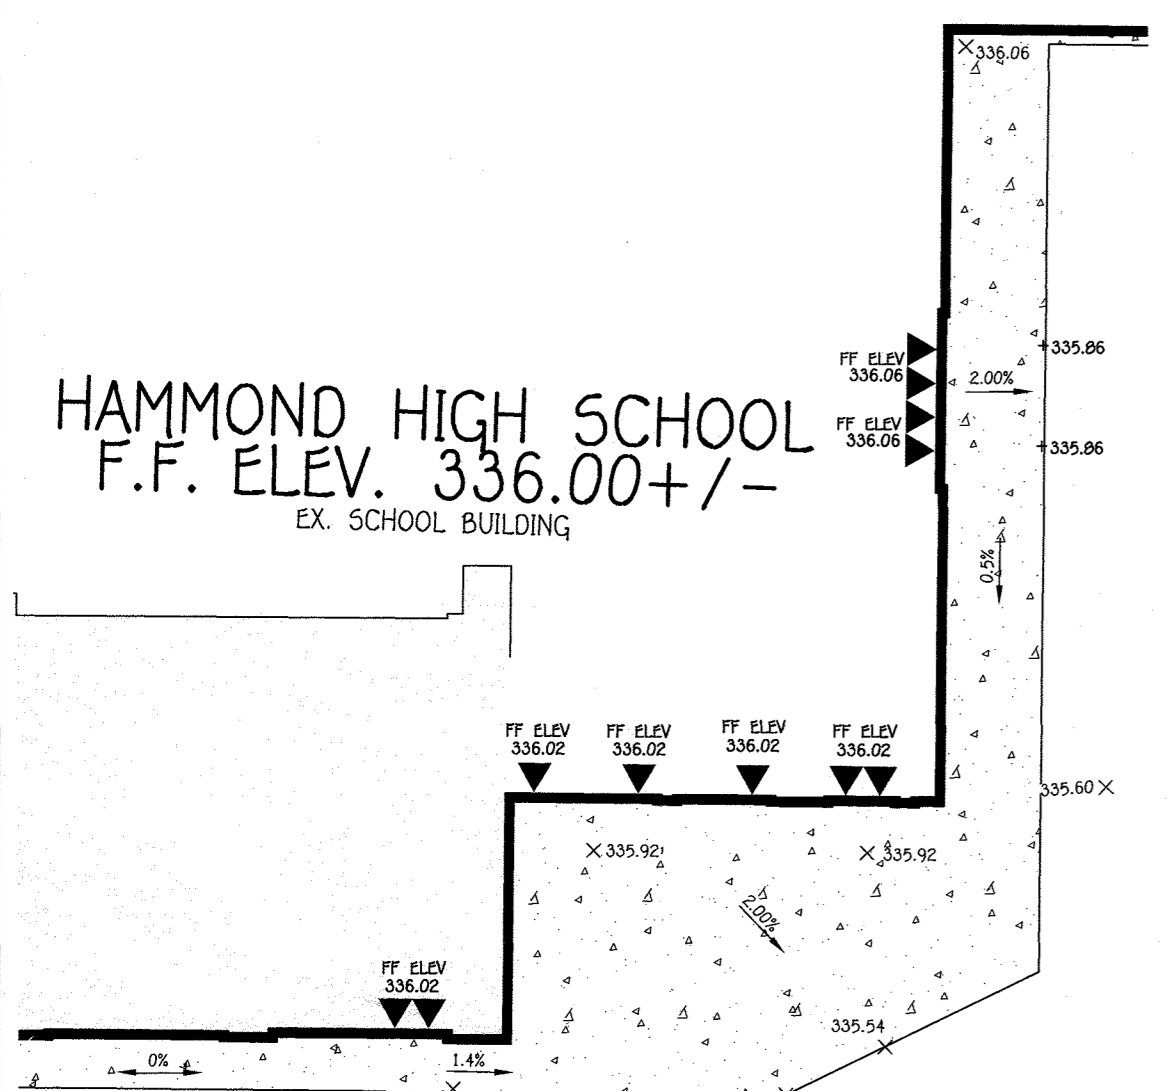 336.06
335.86
FF ELEV
336.06
2.00%
FF ELEV
336.06
335.86
HAMMOND HIGH SCHOOL
F.F. ELEV. 336.00+/-
EX. SCHOOL BUILDING
0.5%
FF ELEV
336.02
FF ELEV
336.02
FF ELEV
336.02
FF ELEV
336.02
335.60
335.92
335.92
2.00%
FF ELEV
336.02
335.54
0%
1.4%